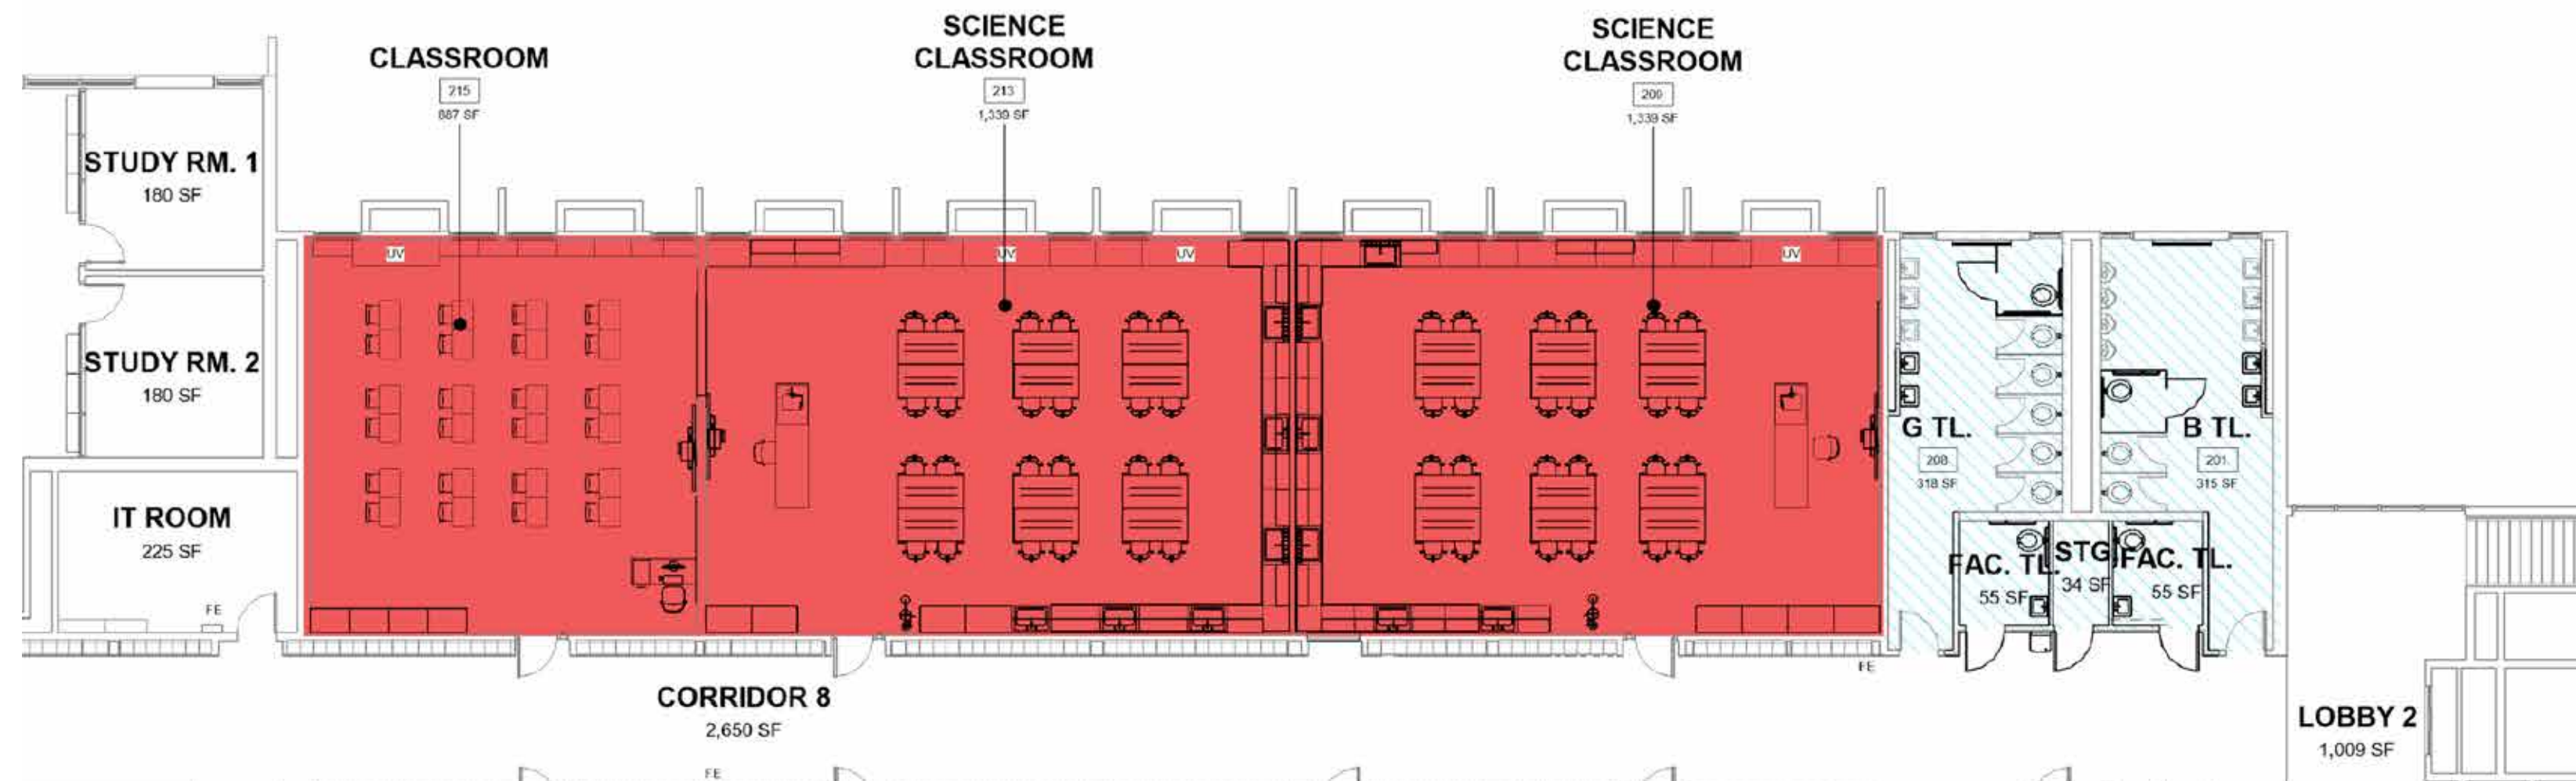 CLASSROOM
215
887 SF
SCIENCE
CLASSROOM
213
1,339 SF
SCIENCE
CLASSROOM
209
1,339 SF
STUDY RM. 1
180 SF
STUDY RM. 2
180 SF
IT ROOM
225 SF
FE
UV
UV
UV
UV
G TL.
208
318 SF
B TL.
201
315 SF
FAC. TL.
55 SF
STG
34 SF
FAC. TL.
55 SF
FE
CORRIDOR 8
2,650 SF
FE
LOBBY 2
1,009 SF